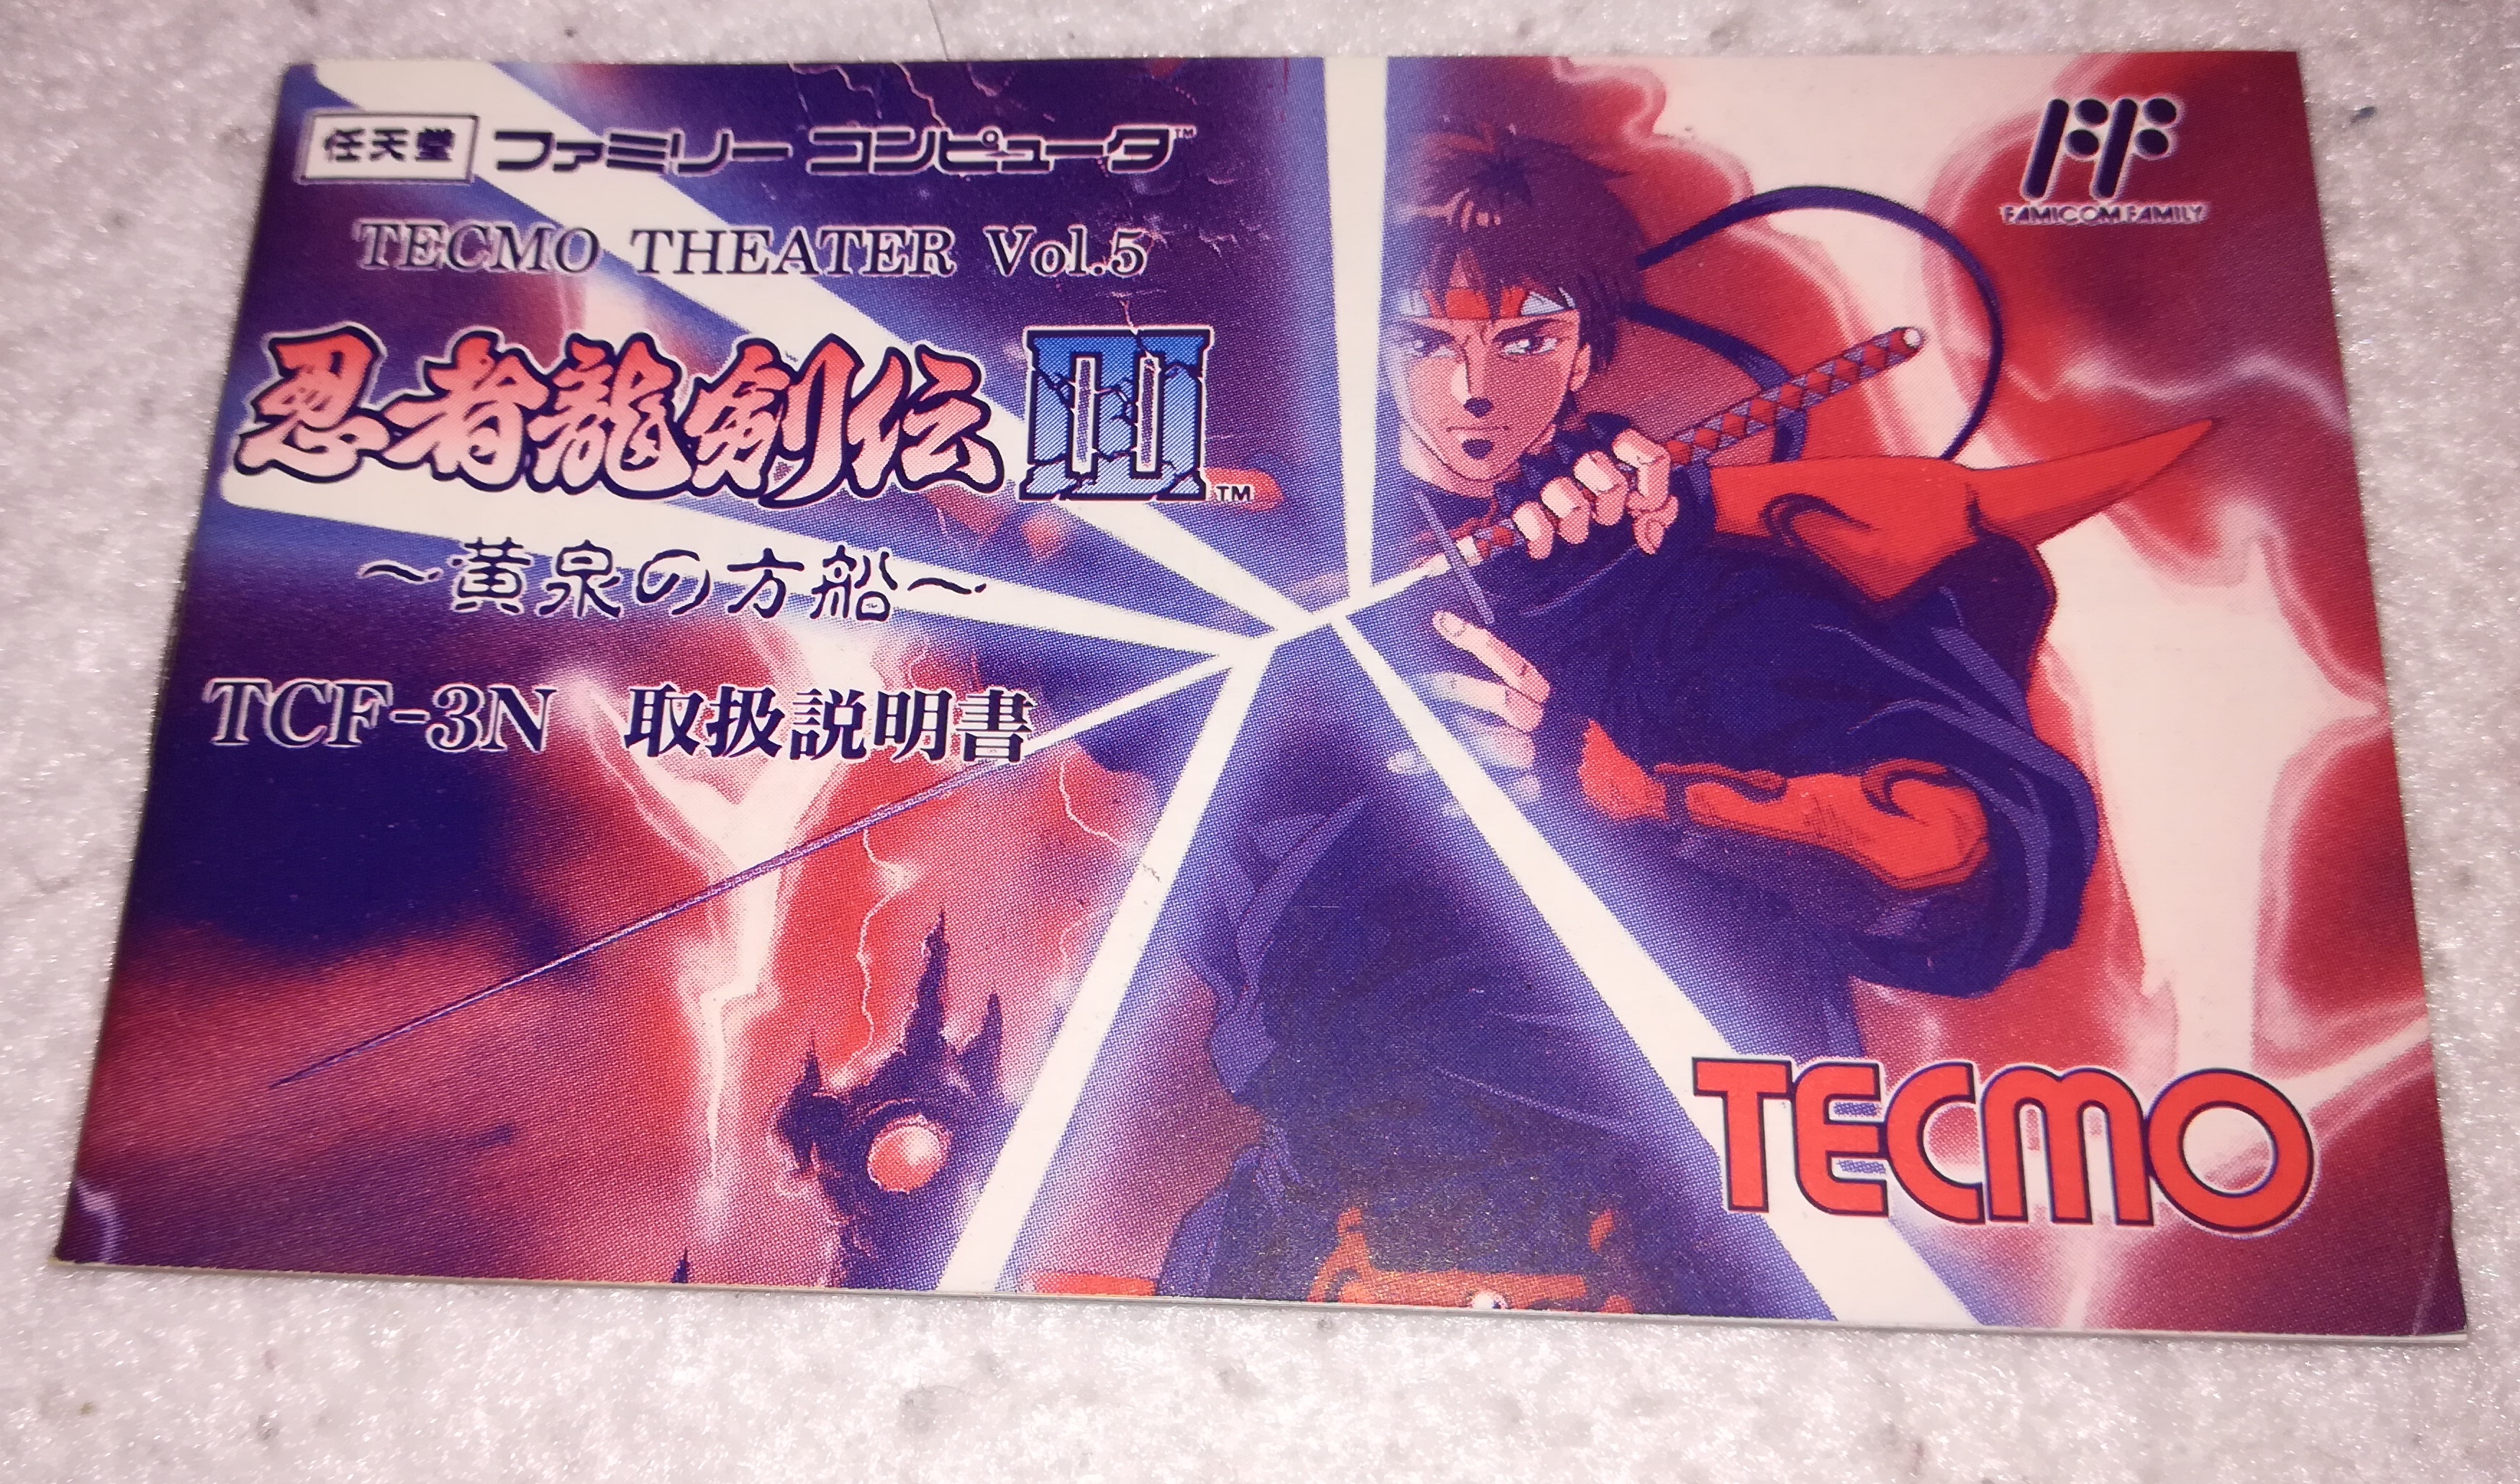 任天堂 ファミリー コンピュータ™
FAMICOM FAMILY
TECMO THEATER Vol.5
忍者龍剣伝III™
～黄泉の方船～
TCF-3N 取扱説明書
TECMO